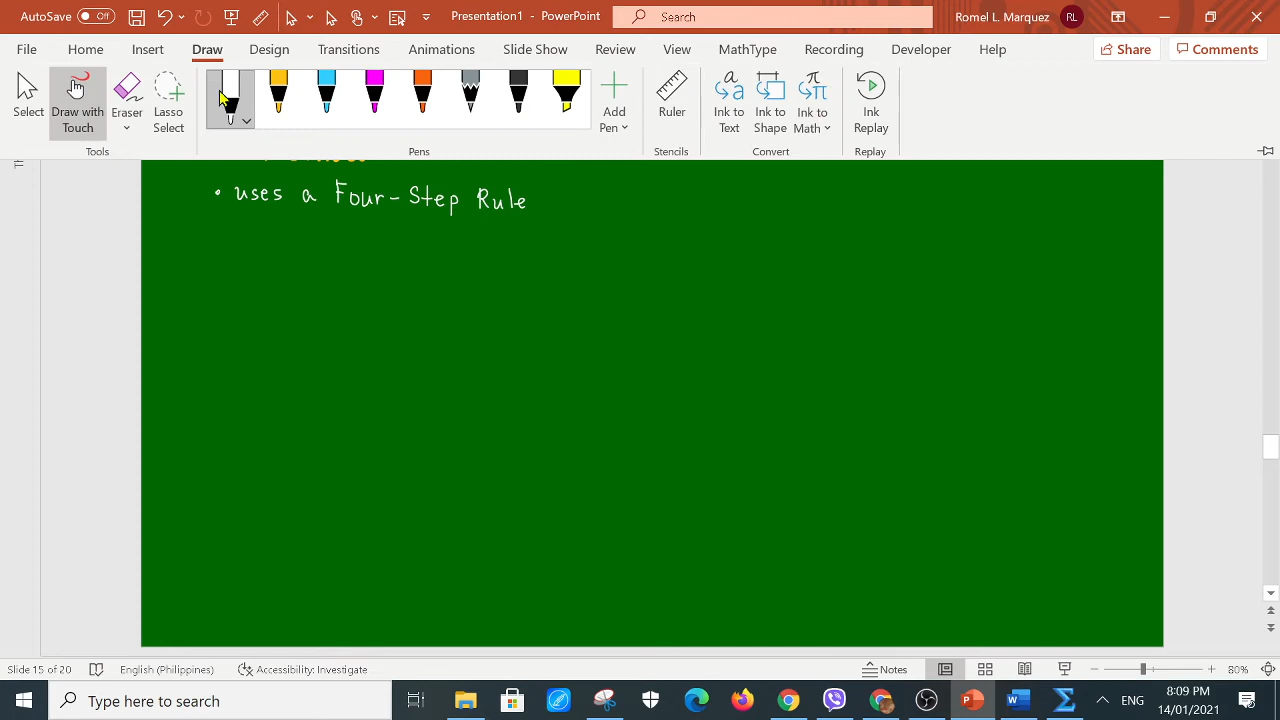 AutoSave Off Presentation1 - PowerPoint Search Romel L. Marquez RL
File Home Insert Draw Design Transitions Animations Slide Show Review View MathType Recording Developer Help Share Comments
Select
Draw with
Touch
Eraser
Lasso
Select
Add
Pen
Ruler
Ink to
Text
Ink to
Shape
Ink to
Math
Ink
Replay
Tools Pens Stencils Convert Replay
• uses a Four-Step Rule
Slide 15 of 20 English (Philippines) Accessibility: Investigate Notes 80%
Type here to search ENG 8:09 PM
14/01/2021